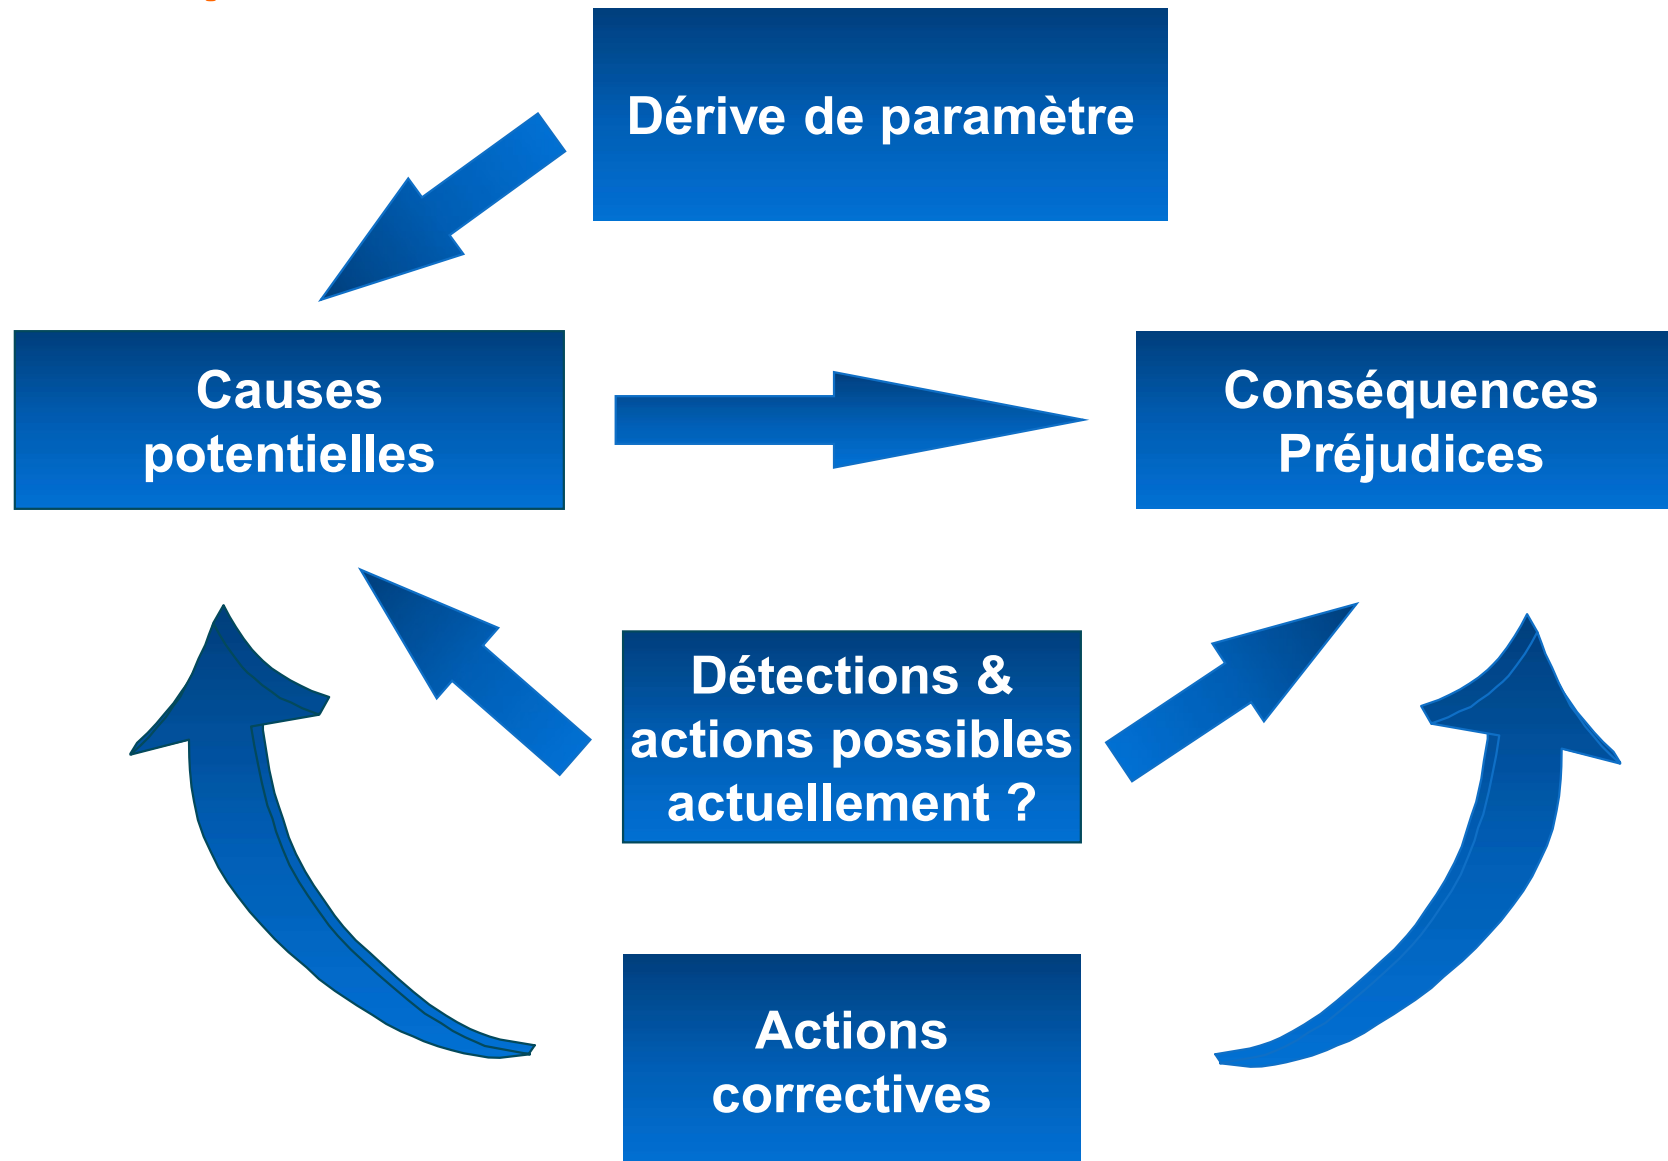 Dérive de paramètre
Causes
potentielles
Conséquences
Préjudices
Détections &
actions possibles
actuellement ?
Actions
correctives